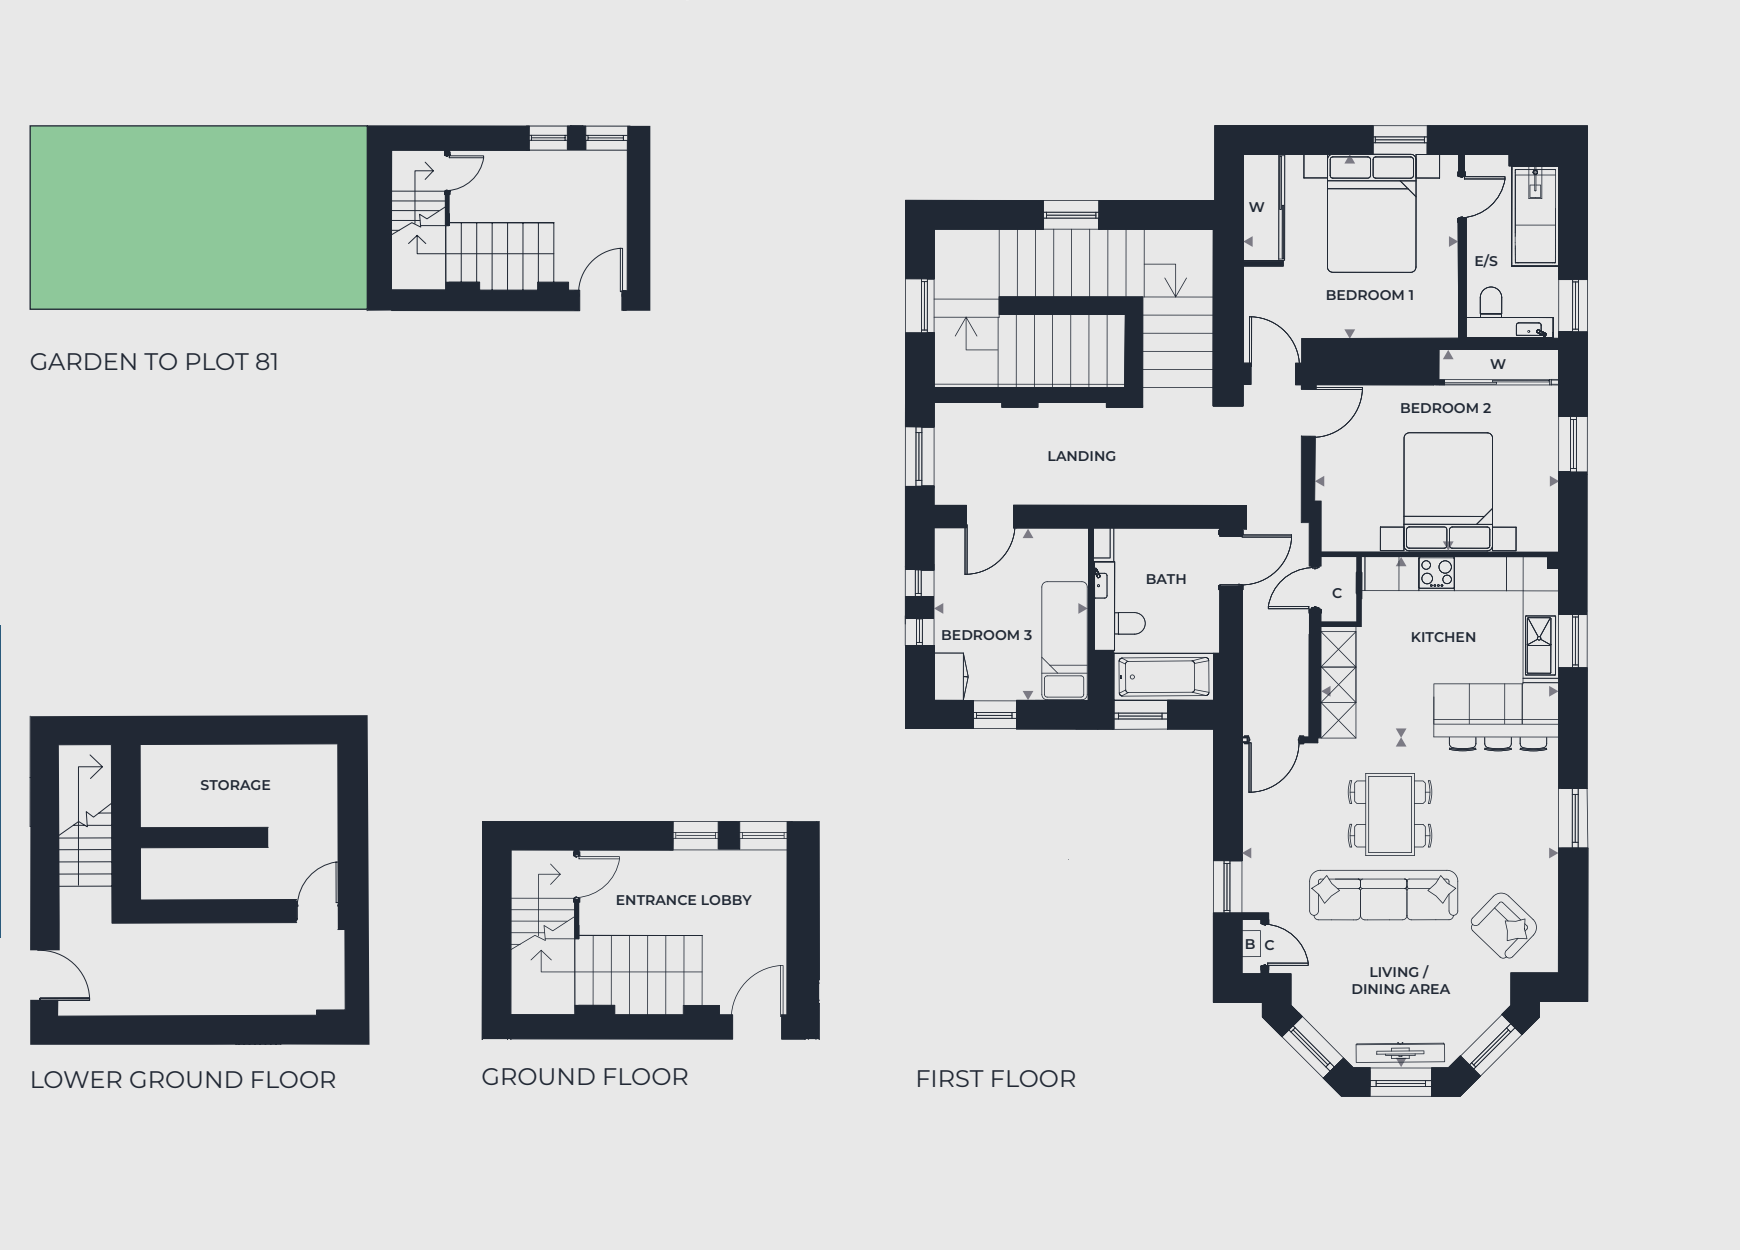 GARDEN TO PLOT 81
STORAGE
LOWER GROUND FLOOR
ENTRANCE LOBBY
GROUND FLOOR
W
BEDROOM 1
E/S
W
BEDROOM 2
LANDING
BATH
BEDROOM 3
C
KITCHEN
B C
LIVING /
DINING AREA
FIRST FLOOR